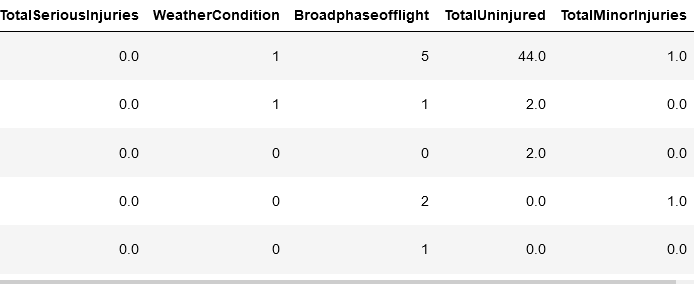 TotalSeriousInjuries WeatherCondition Broadphaseofflight TotalUninjured TotalMinorInjuries
0.0 1 5 44.0 1.0
0.0 1 1 2.0 0.0
0.0 0 0 2.0 0.0
0.0 0 2 0.0 1.0
0.0 0 1 0.0 0.0